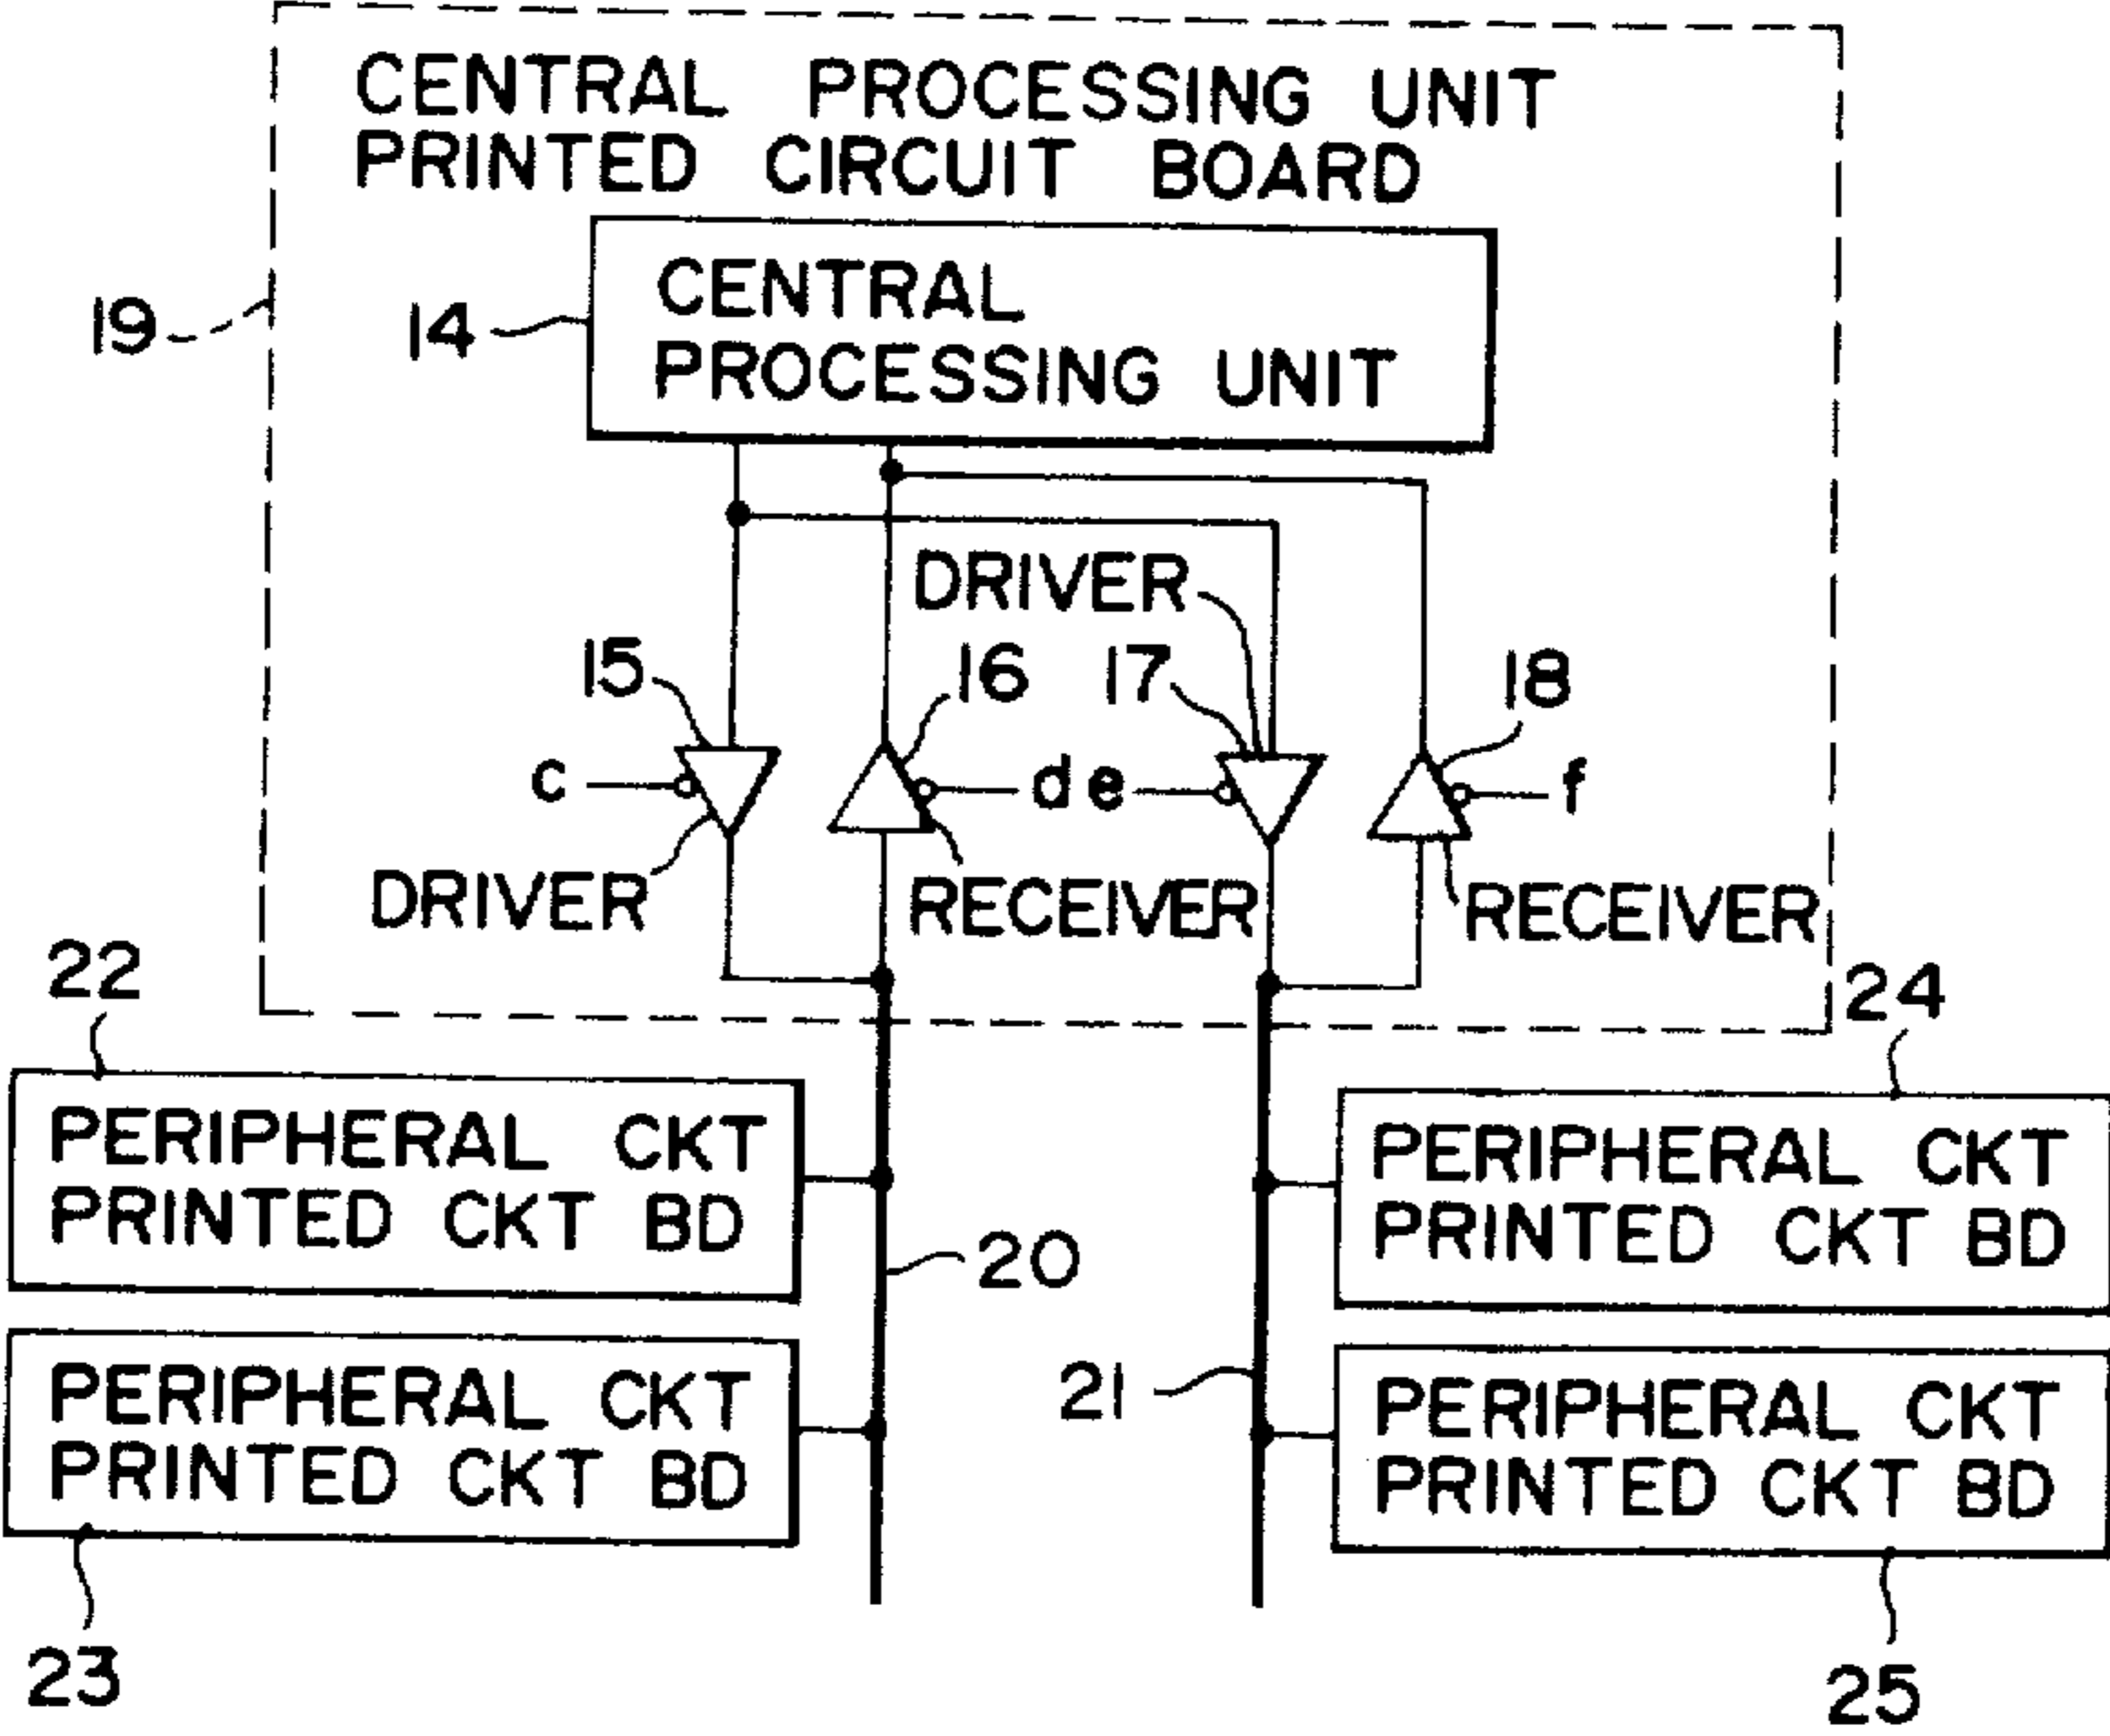 CENTRAL PROCESSING UNIT
PRINTED CIRCUIT BOARD
CENTRAL
PROCESSING UNIT
19
14
DRIVER
15
16
17
18
c
d
e
f
DRIVER
RECEIVER
RECEIVER
22
24
PERIPHERAL CKT
PRINTED CKT BD
PERIPHERAL CKT
PRINTED CKT BD
20
21
PERIPHERAL CKT
PRINTED CKT BD
PERIPHERAL CKT
PRINTED CKT BD
23
25